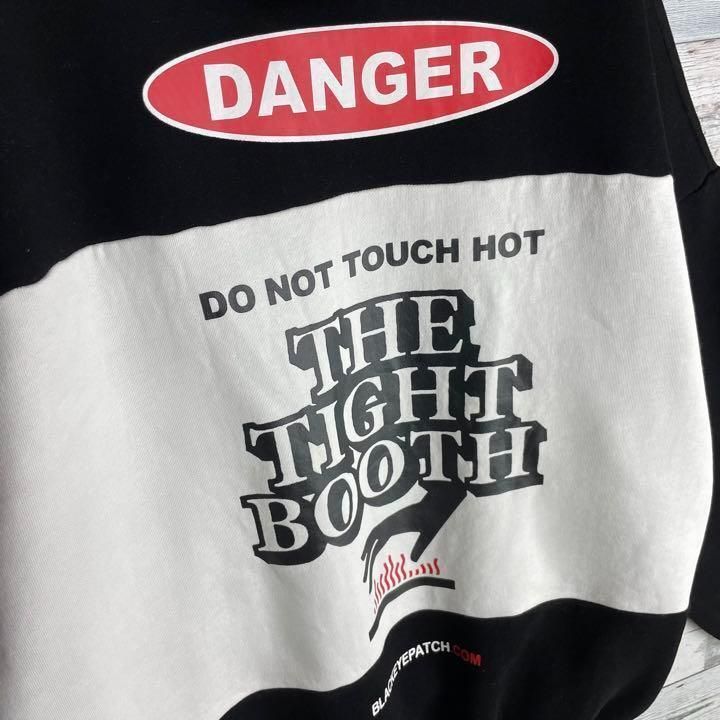 DANGER
DO NOT TOUCH HOT
THE
TIGHT
BOOTH
BLACKEYEPATCH.COM